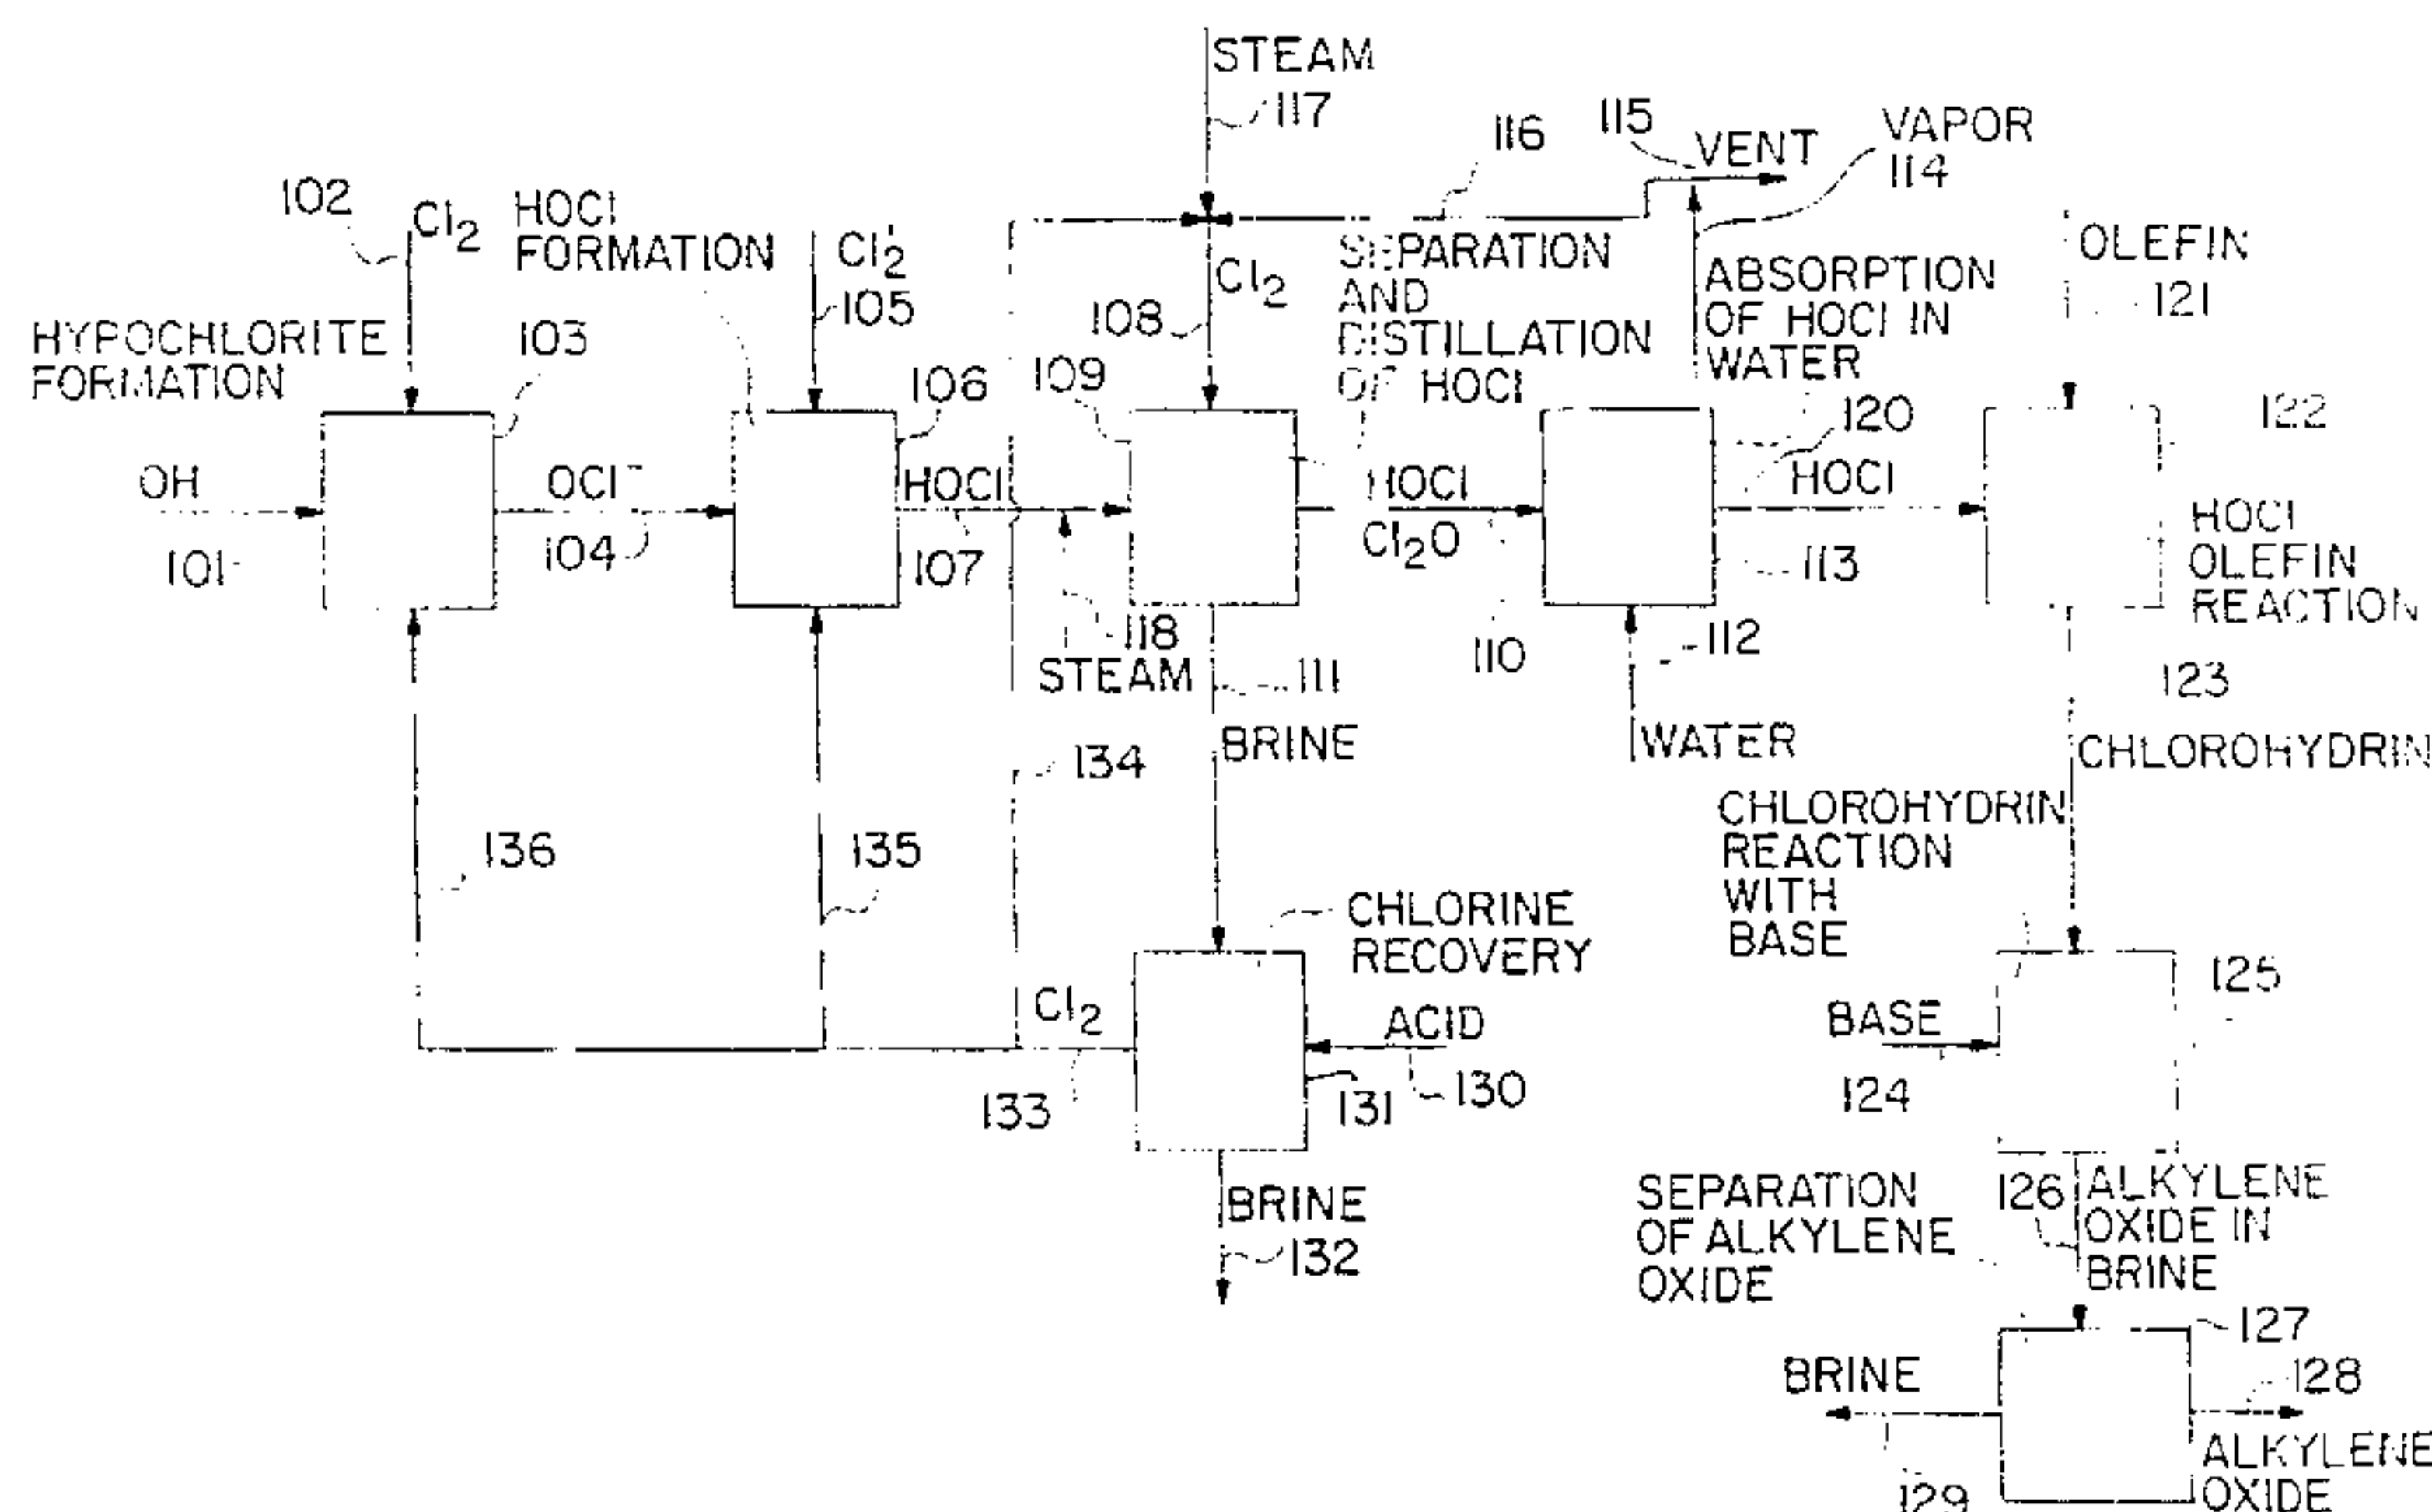 STEAM
117
102
Cl2
HOCl
FORMATION
Cl2
105
116
115
VENT
VAPOR
114
Cl2
108
SEPARATION
AND
DISTILLATION
OF HOCl
ABSORPTION
OF HOCl IN
WATER
OLEFIN
121
HYPOCHLORITE
FORMATION
103
106
109
120
122
OH
101
OCl-
104
HOCl
107
118
STEAM
HOCl
Cl2O
110
HOCl
113
HOCl
OLEFIN
REACTION
111
BRINE
112
WATER
123
CHLOROHYDRIN
134
136
135
CHLORINE
RECOVERY
CHLOROHYDRIN
REACTION
WITH
BASE
Cl2
133
ACID
130
131
BASE
124
125
BRINE
132
SEPARATION
OF ALKYLENE
OXIDE
126
ALKYLENE
OXIDE IN
BRINE
127
BRINE
129
128
ALKYLENE
OXIDE